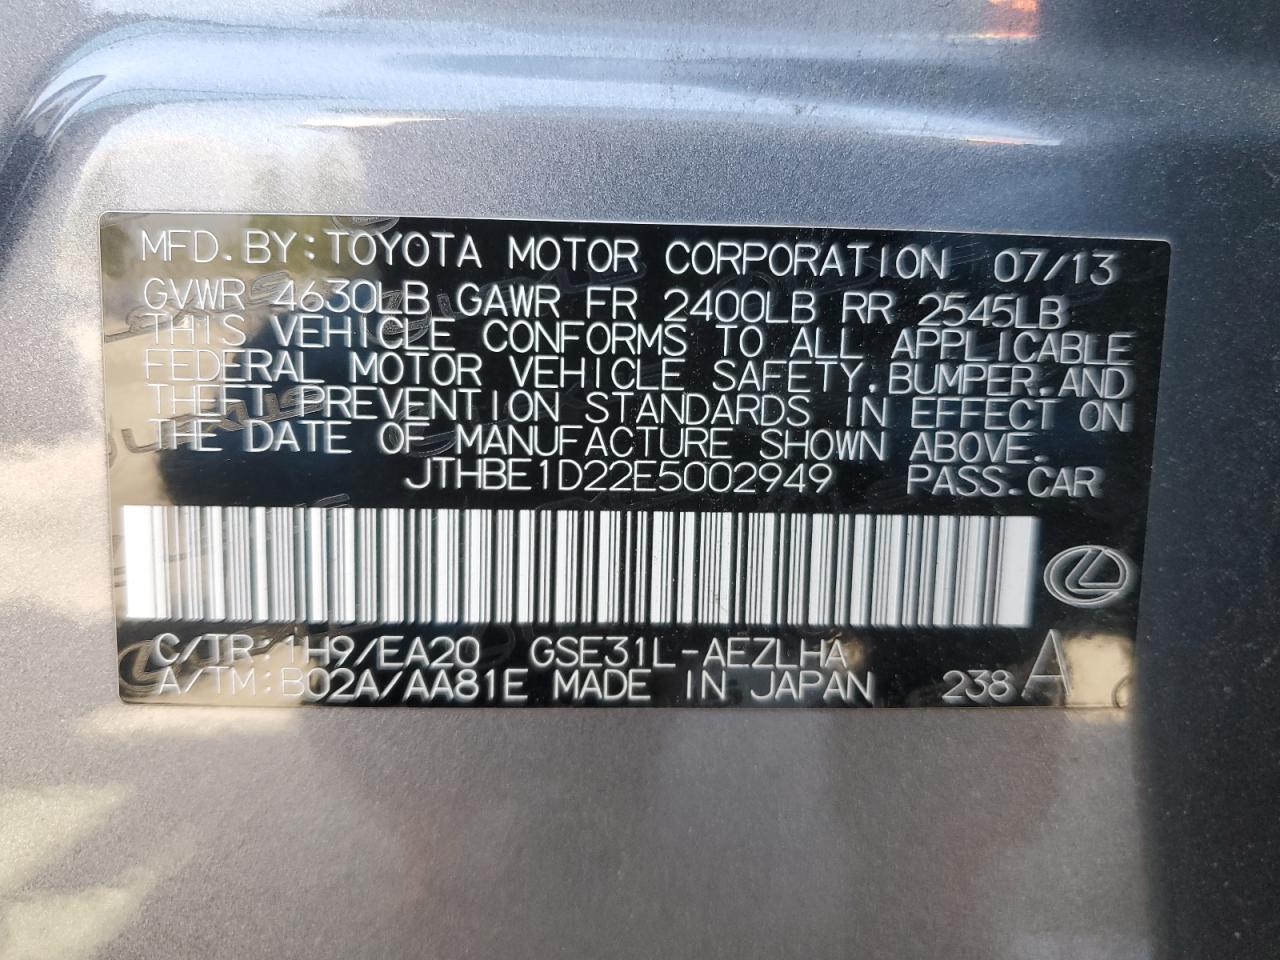 MFD.BY:TOYOTA MOTOR CORPORATION 07/13
GVWR 4630LB GAWR FR 2400LB RR 2545LB
THIS VEHICLE CONFORMS TO ALL APPLICABLE
FEDERAL MOTOR VEHICLE SAFETY,BUMPER,AND
THEFT PREVENTION STANDARDS IN EFFECT ON
THE DATE OF MANUFACTURE SHOWN ABOVE.
JTHBE1D22E5002949 PASS.CAR
C/TR:1H9/EA20 GSE31L-AEZLHA
A/TM:B02A/AA81E MADE IN JAPAN 238 A